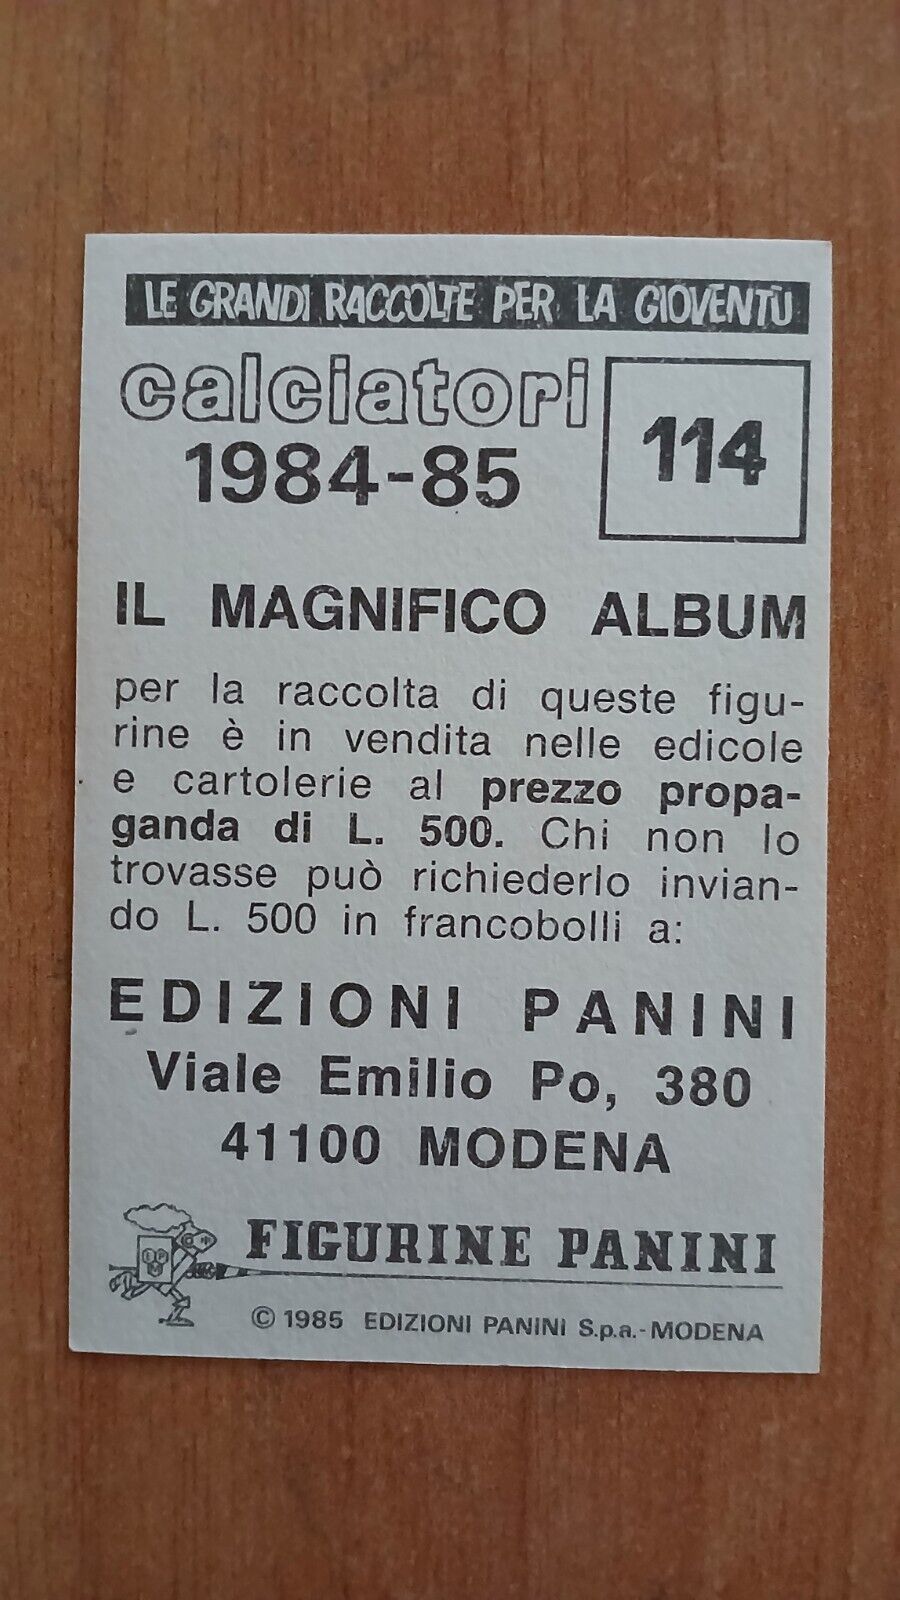 LE GRANDI RACCOLTE PER LA GIOVENTÙ
calciatori
1984-85
114
IL MAGNIFICO ALBUM
per la raccolta di queste figu-
rine è in vendita nelle edicole
e cartolerie al prezzo propa-
ganda di L. 500. Chi non lo
trovasse può richiederlo invian-
do L. 500 in francobolli a:
EDIZIONI PANINI
Viale Emilio Po, 380
41100 MODENA
FIGURINE PANINI
© 1985 EDIZIONI PANINI S.p.a.-MODENA